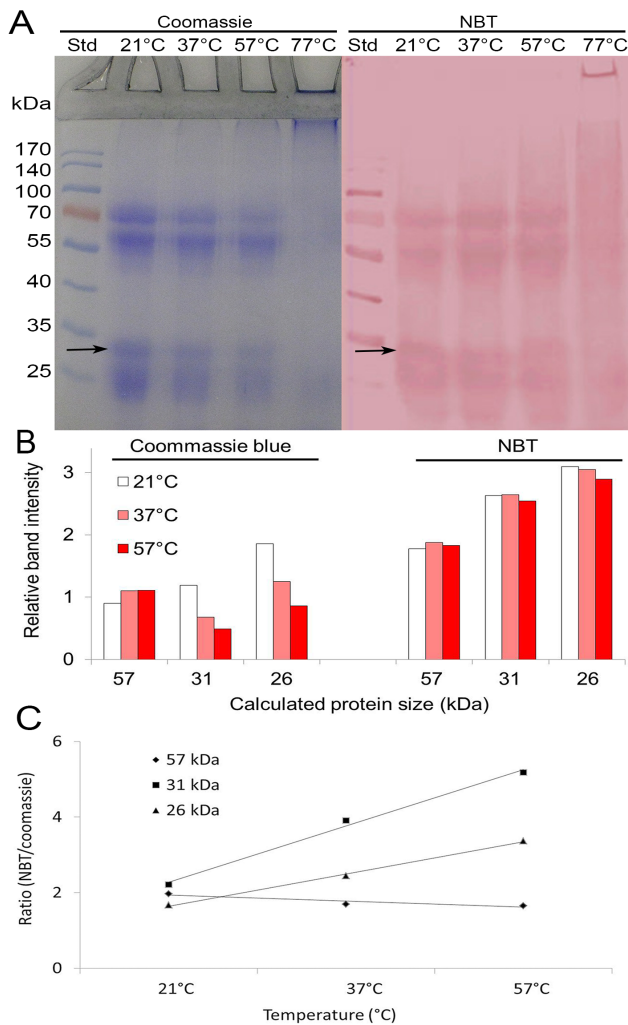 A
Coomassie NBT
Std 21°C 37°C 57°C 77°C Std 21°C 37°C 57°C 77°C
kDa
170
140
100
70
55
40
35
25
B
Coommassie blue NBT
3
2
1
0
21°C
37°C
57°C
Relative band intensity
57 31 26 57 31 26
Calculated protein size (kDa)
C
6
4
2
0
57 kDa
31 kDa
26 kDa
Ratio (NBT/coomassie)
21°C 37°C 57°C
Temperature (°C)